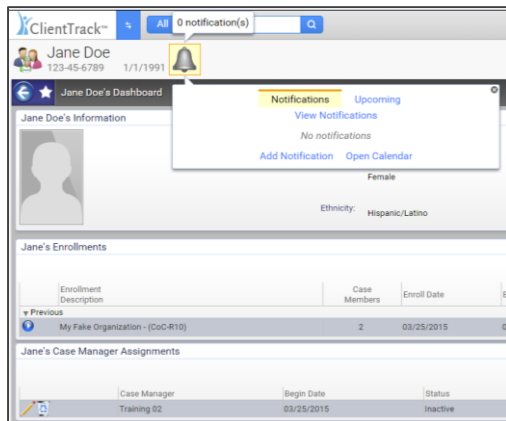 ClientTrack™
All
0 notification(s)
Jane Doe
123-45-6789 1/1/1991
Jane Doe's Dashboard
Notifications Upcoming
View Notifications
No notifications
Add Notification Open Calendar
Jane Doe's Information
Female
Ethnicity: Hispanic/Latino
Jane's Enrollments
Enrollment Description Case Members Enroll Date
Previous
My Fake Organization - (CoC-R10) 2 03/25/2015
Jane's Case Manager Assignments
Case Manager Begin Date Status
Training 02 03/25/2015 Inactive